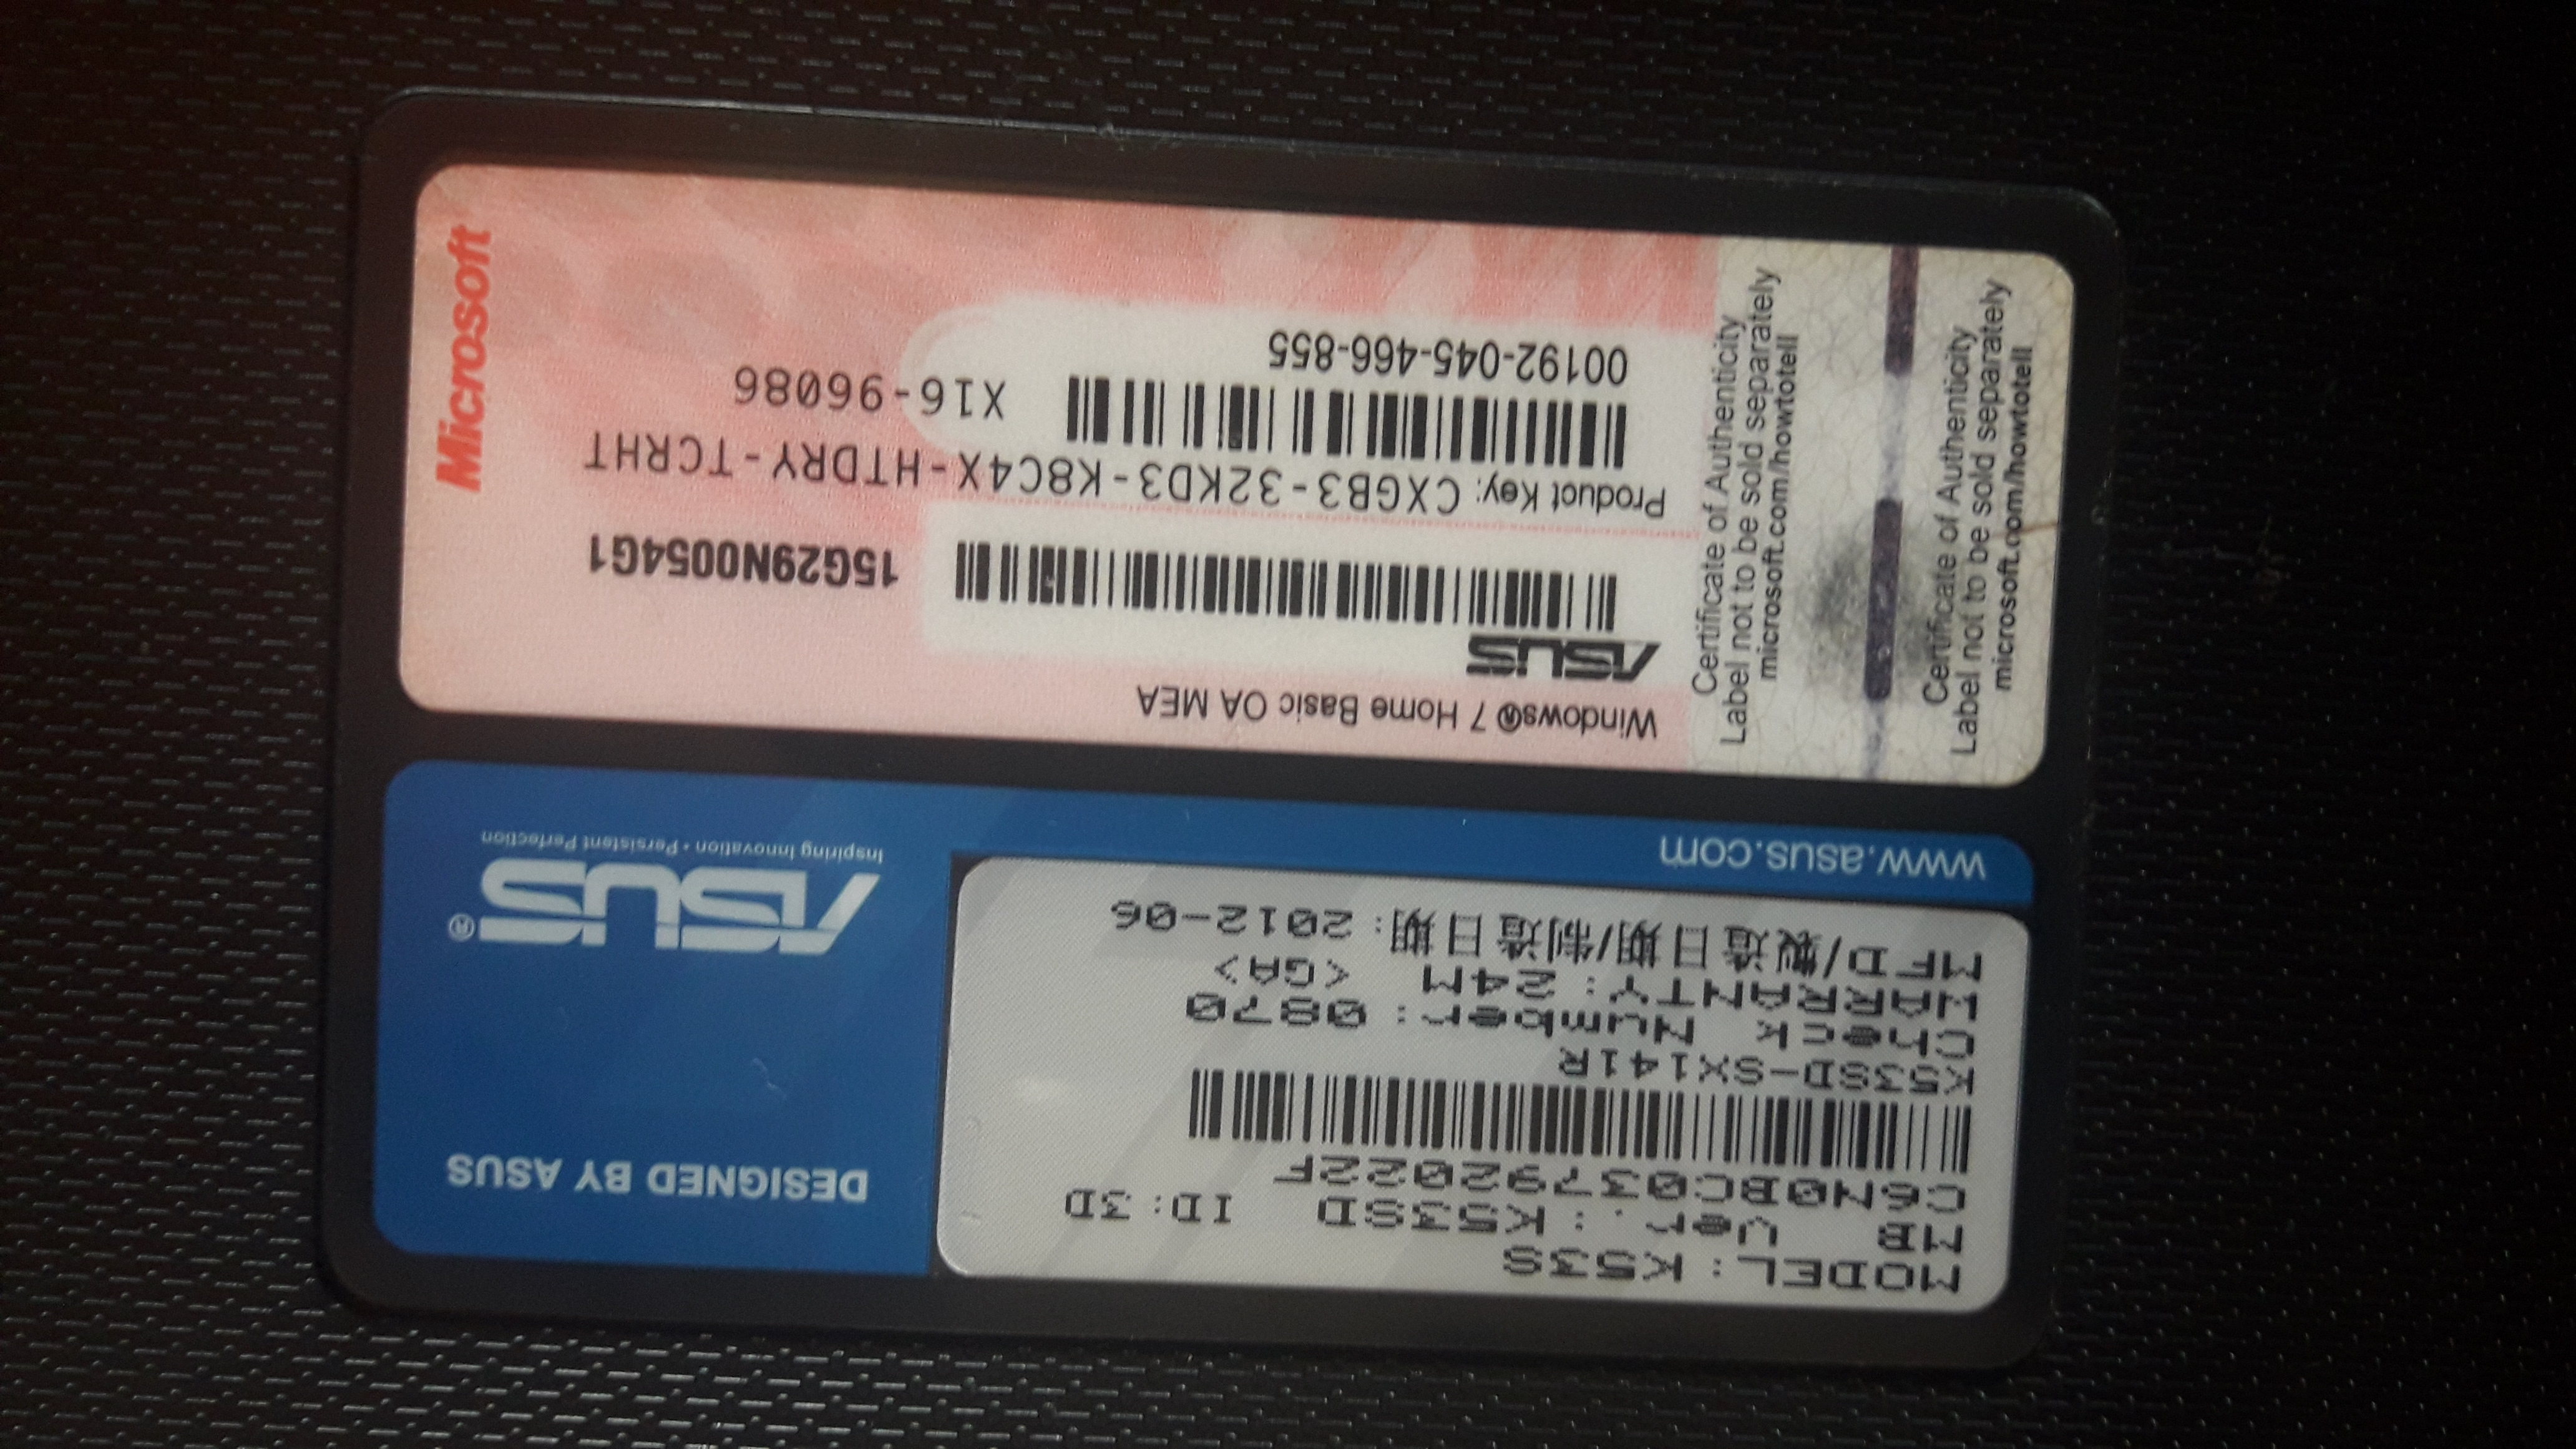 MODEL: K53S
MB Ver.: K53SD ID: 3D
C6N0BC03792022F
K53SD-SX141R
Check Number: 0870
WARRANTY: 24M <GA>
MFD/製造日期/制造日期: 2012-06
www.asus.com
DESIGNED BY ASUS
ASUS®
Inspiring Innovation • Persistent Perfection
Certificate of Authenticity
Label not to be sold separately
microsoft.com/howtotell
Certificate of Authenticity
Label not to be sold separately
microsoft.com/howtotell
Windows® 7 Home Basic OA MEA
ASUS
15G29N0054G1
Product Key: CXGB3-32KD3-K8C4X-HTDRY-TCRHT
X16-96086
00192-045-466-855
Microsoft